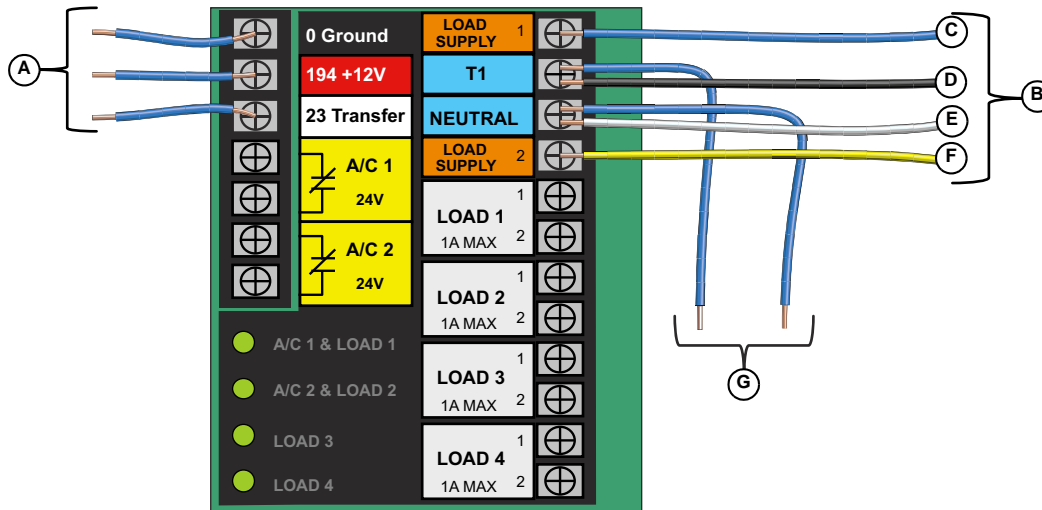 A
0 Ground
194 +12V
23 Transfer
A/C 1
24V
A/C 2
24V
A/C 1 & LOAD 1
A/C 2 & LOAD 2
LOAD 3
LOAD 4
LOAD
SUPPLY 1
T1
NEUTRAL
LOAD
SUPPLY 2
LOAD 1
1A MAX
1
2
LOAD 2
1A MAX
1
2
LOAD 3
1A MAX
1
2
LOAD 4
1A MAX
1
2
C
D
E
F
B
G